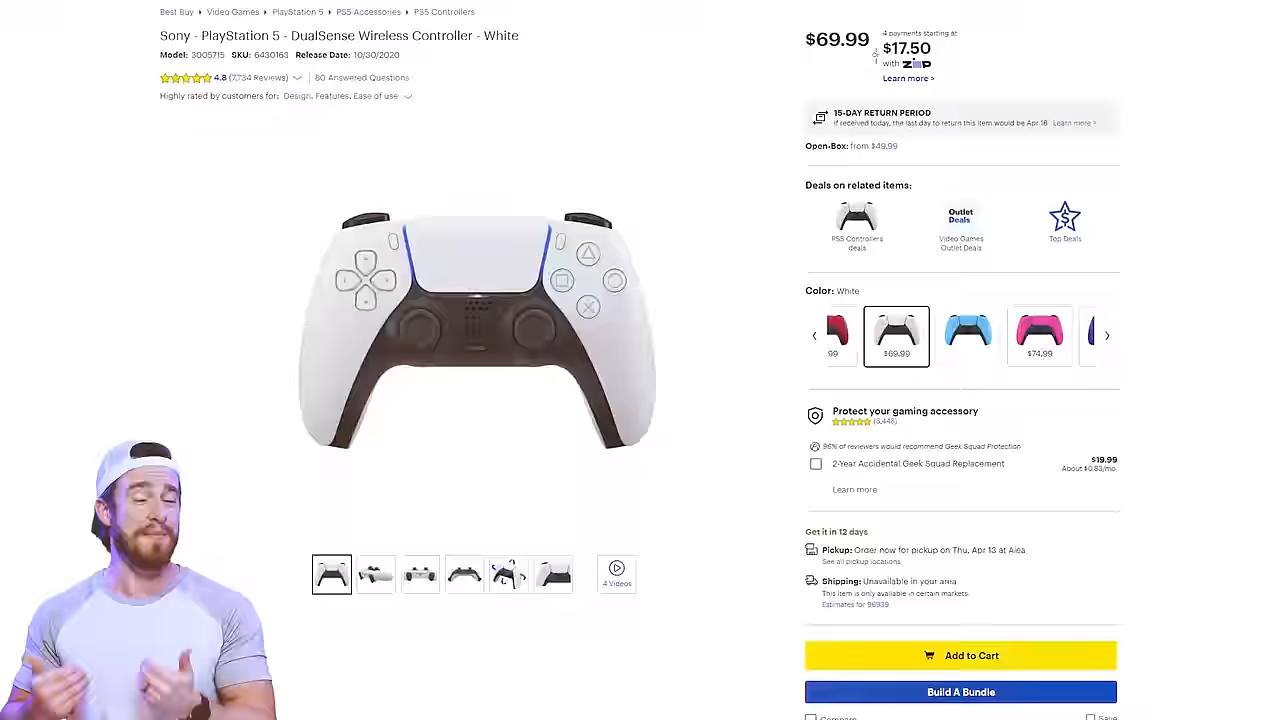 Best Buy › Video Games › PlayStation 5 › PS5 Accessories › PS5 Controllers
Sony - PlayStation 5 - DualSense Wireless Controller - White
Model: 3005715 SKU: 6430163 Release Date: 10/30/2020
4.8 (7,734 Reviews) 80 Answered Questions
Highly rated by customers for: Design, Features, Ease of use
4 Videos
$69.99
or
4 payments starting at
$17.50
with Zip
Learn more >
15-DAY RETURN PERIOD
If received today, the last day to return this item would be Apr 16 Learn more >
Open-Box: from $49.99
Deals on related items:
PS5 Controllers
deals
Outlet
Deals
Video Games
Outlet Deals
Top Deals
Color: White
99
$69.99
$74.99
Protect your gaming accessory
(3,448)
96% of reviewers would recommend Geek Squad Protection
2-Year Accidental Geek Squad Replacement
$19.99
About $0.83/mo.
Learn more
Get it in 12 days
Pickup: Order now for pickup on Thu, Apr 13 at Aiea
See all pickup locations
Shipping: Unavailable in your area
This item is only available in certain markets.
Estimates for 96939
Add to Cart
Build A Bundle
Compare
Save